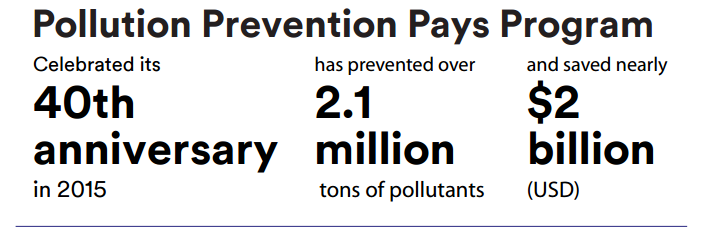 Pollution Prevention Pays Program
Celebrated its
40th
anniversary
in 2015
has prevented over
2.1
million
tons of pollutants
and saved nearly
$2
billion
(USD)